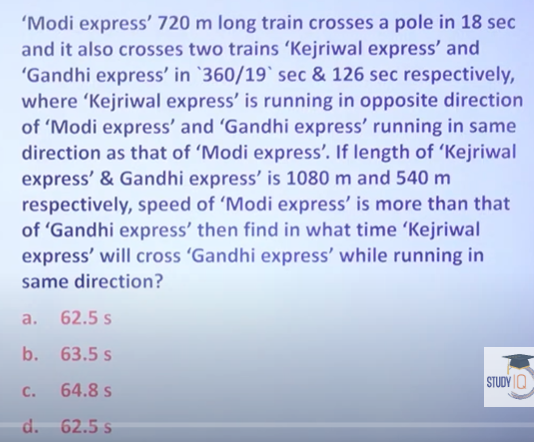 ‘Modi express’ 720 m long train crosses a pole in 18 sec
and it also crosses two trains ‘Kejriwal express’ and
‘Gandhi express’ in `360/19` sec & 126 sec respectively,
where ‘Kejriwal express’ is running in opposite direction
of ‘Modi express’ and ‘Gandhi express’ running in same
direction as that of ‘Modi express’. If length of ‘Kejriwal
express’ & Gandhi express’ is 1080 m and 540 m
respectively, speed of ‘Modi express’ is more than that
of ‘Gandhi express’ then find in what time ‘Kejriwal
express’ will cross ‘Gandhi express’ while running in
same direction?
a. 62.5 s
b. 63.5 s
c. 64.8 s
d. 62.5 s
STUDY IQ